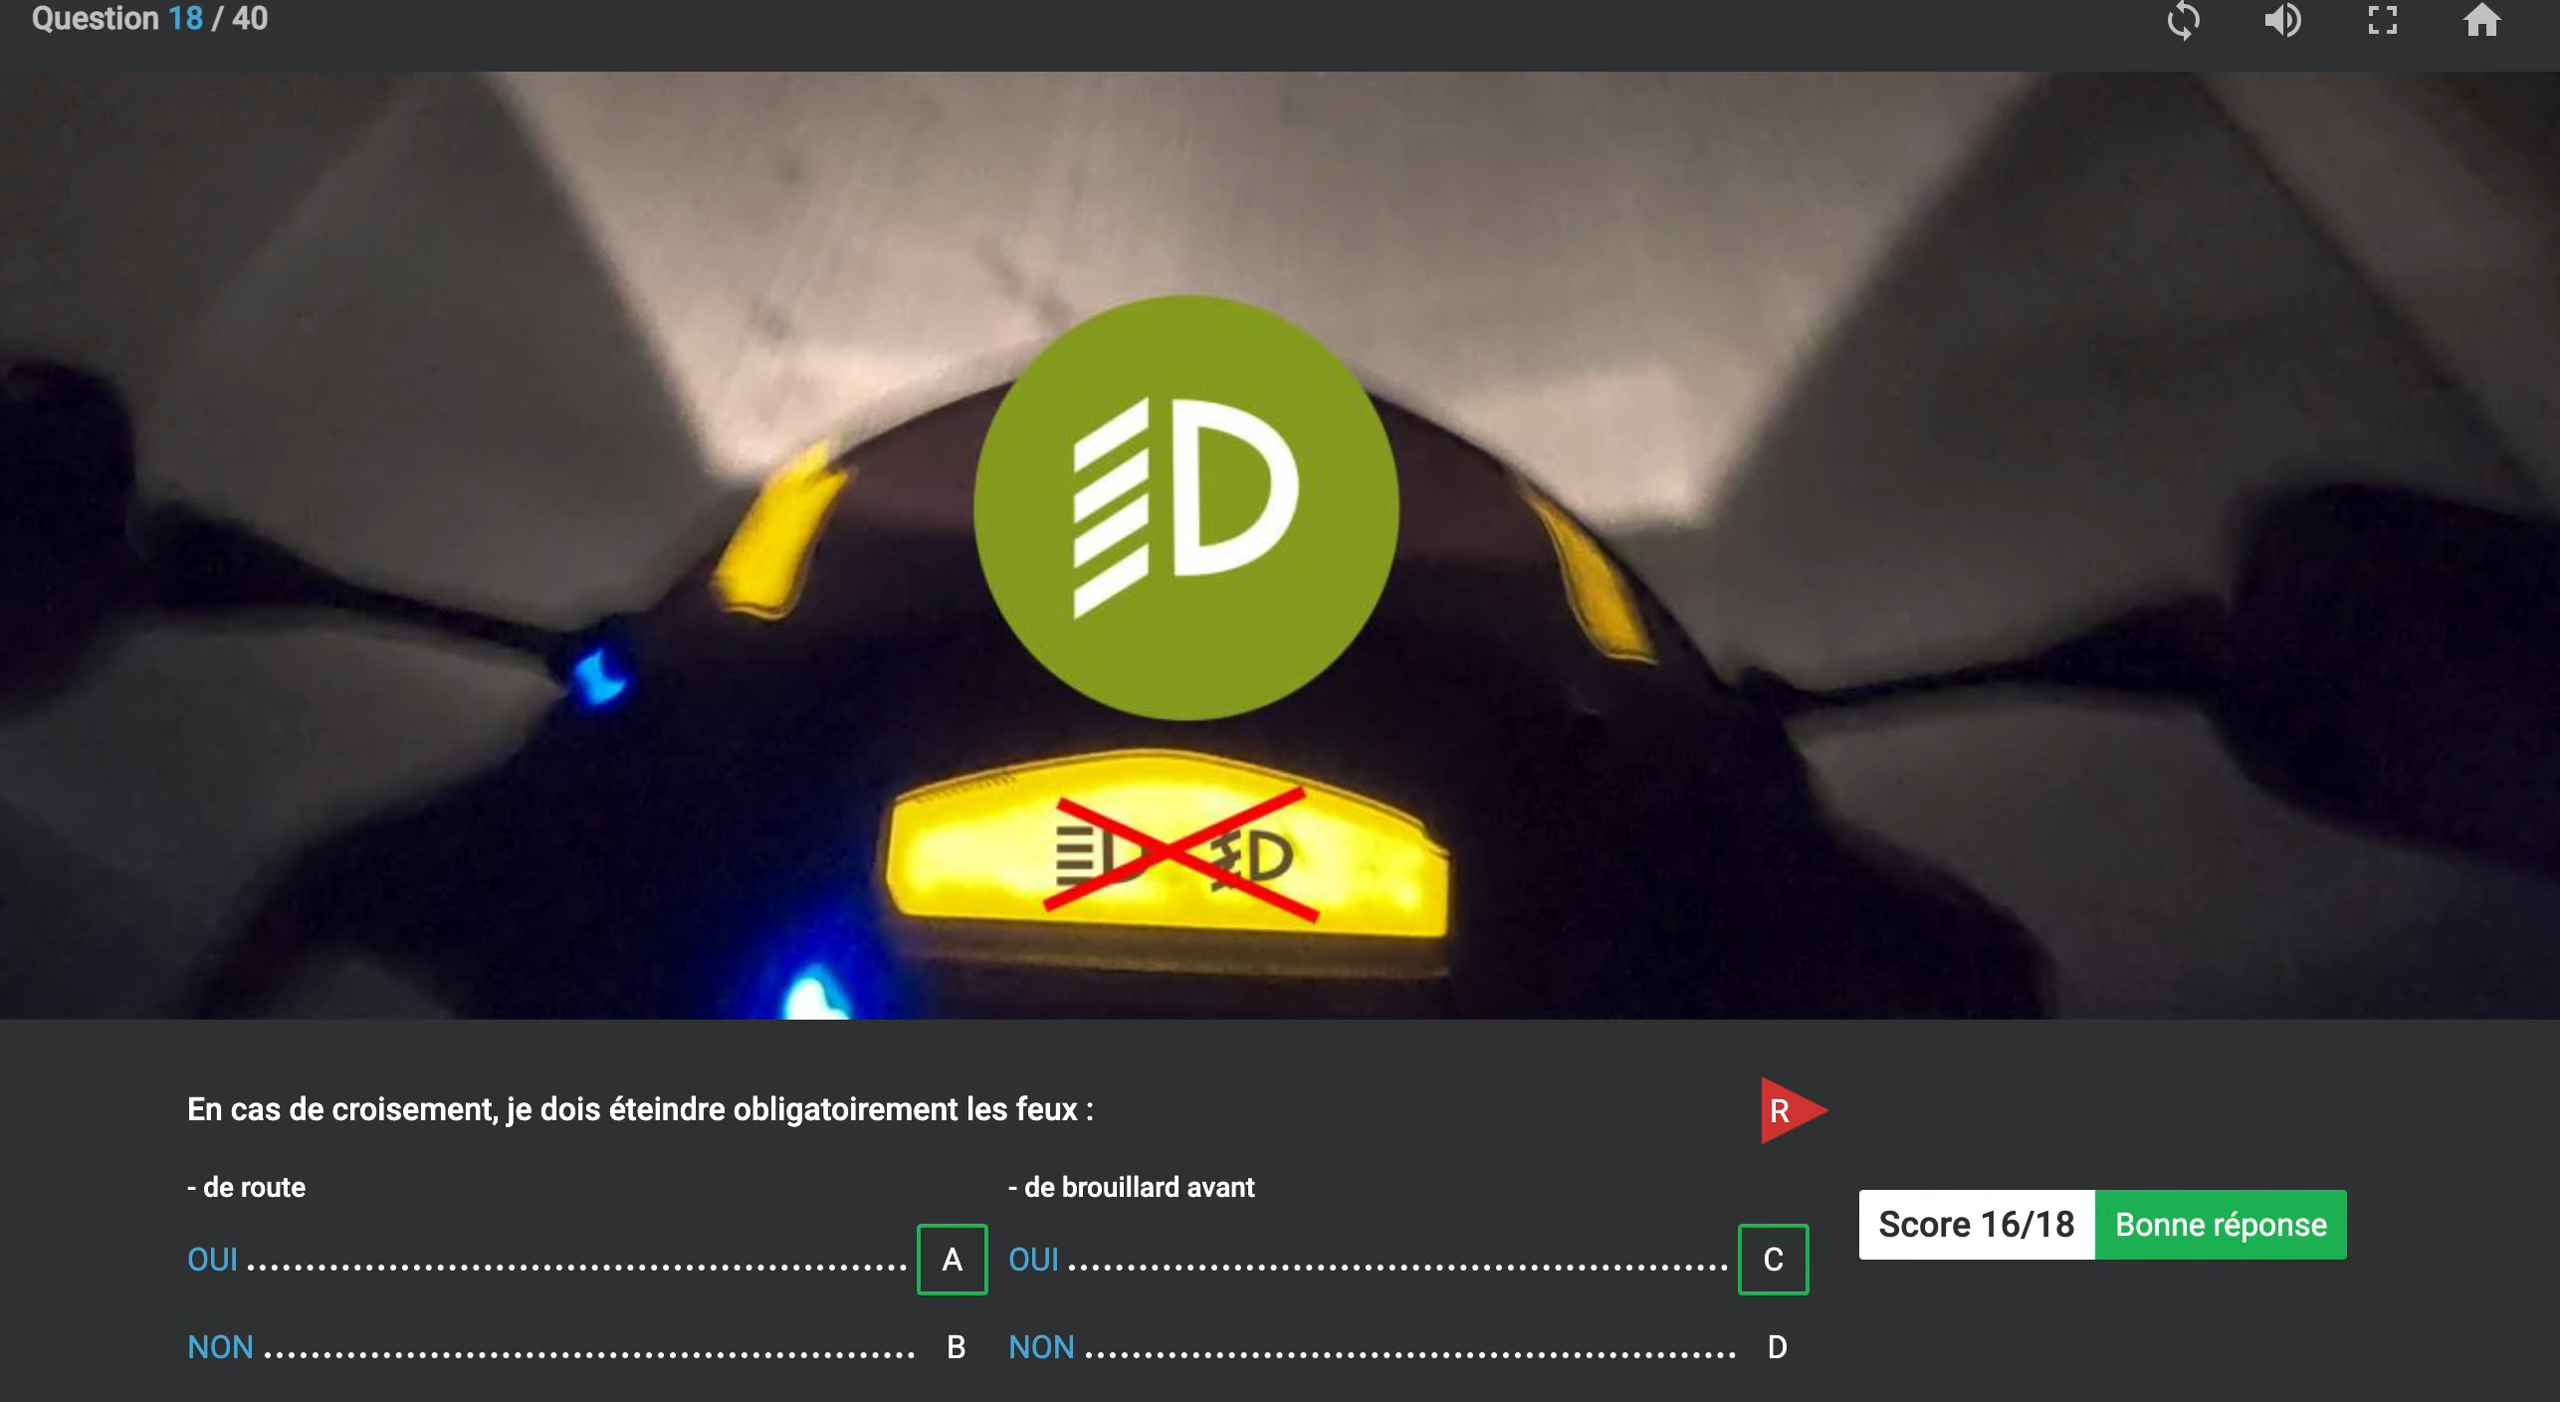 Question 18 / 40
En cas de croisement, je dois éteindre obligatoirement les feux :
R
- de route
- de brouillard avant
OUI ........................................................ A
OUI ........................................................ C
Score 16/18 Bonne réponse
NON ........................................................ B
NON ........................................................ D